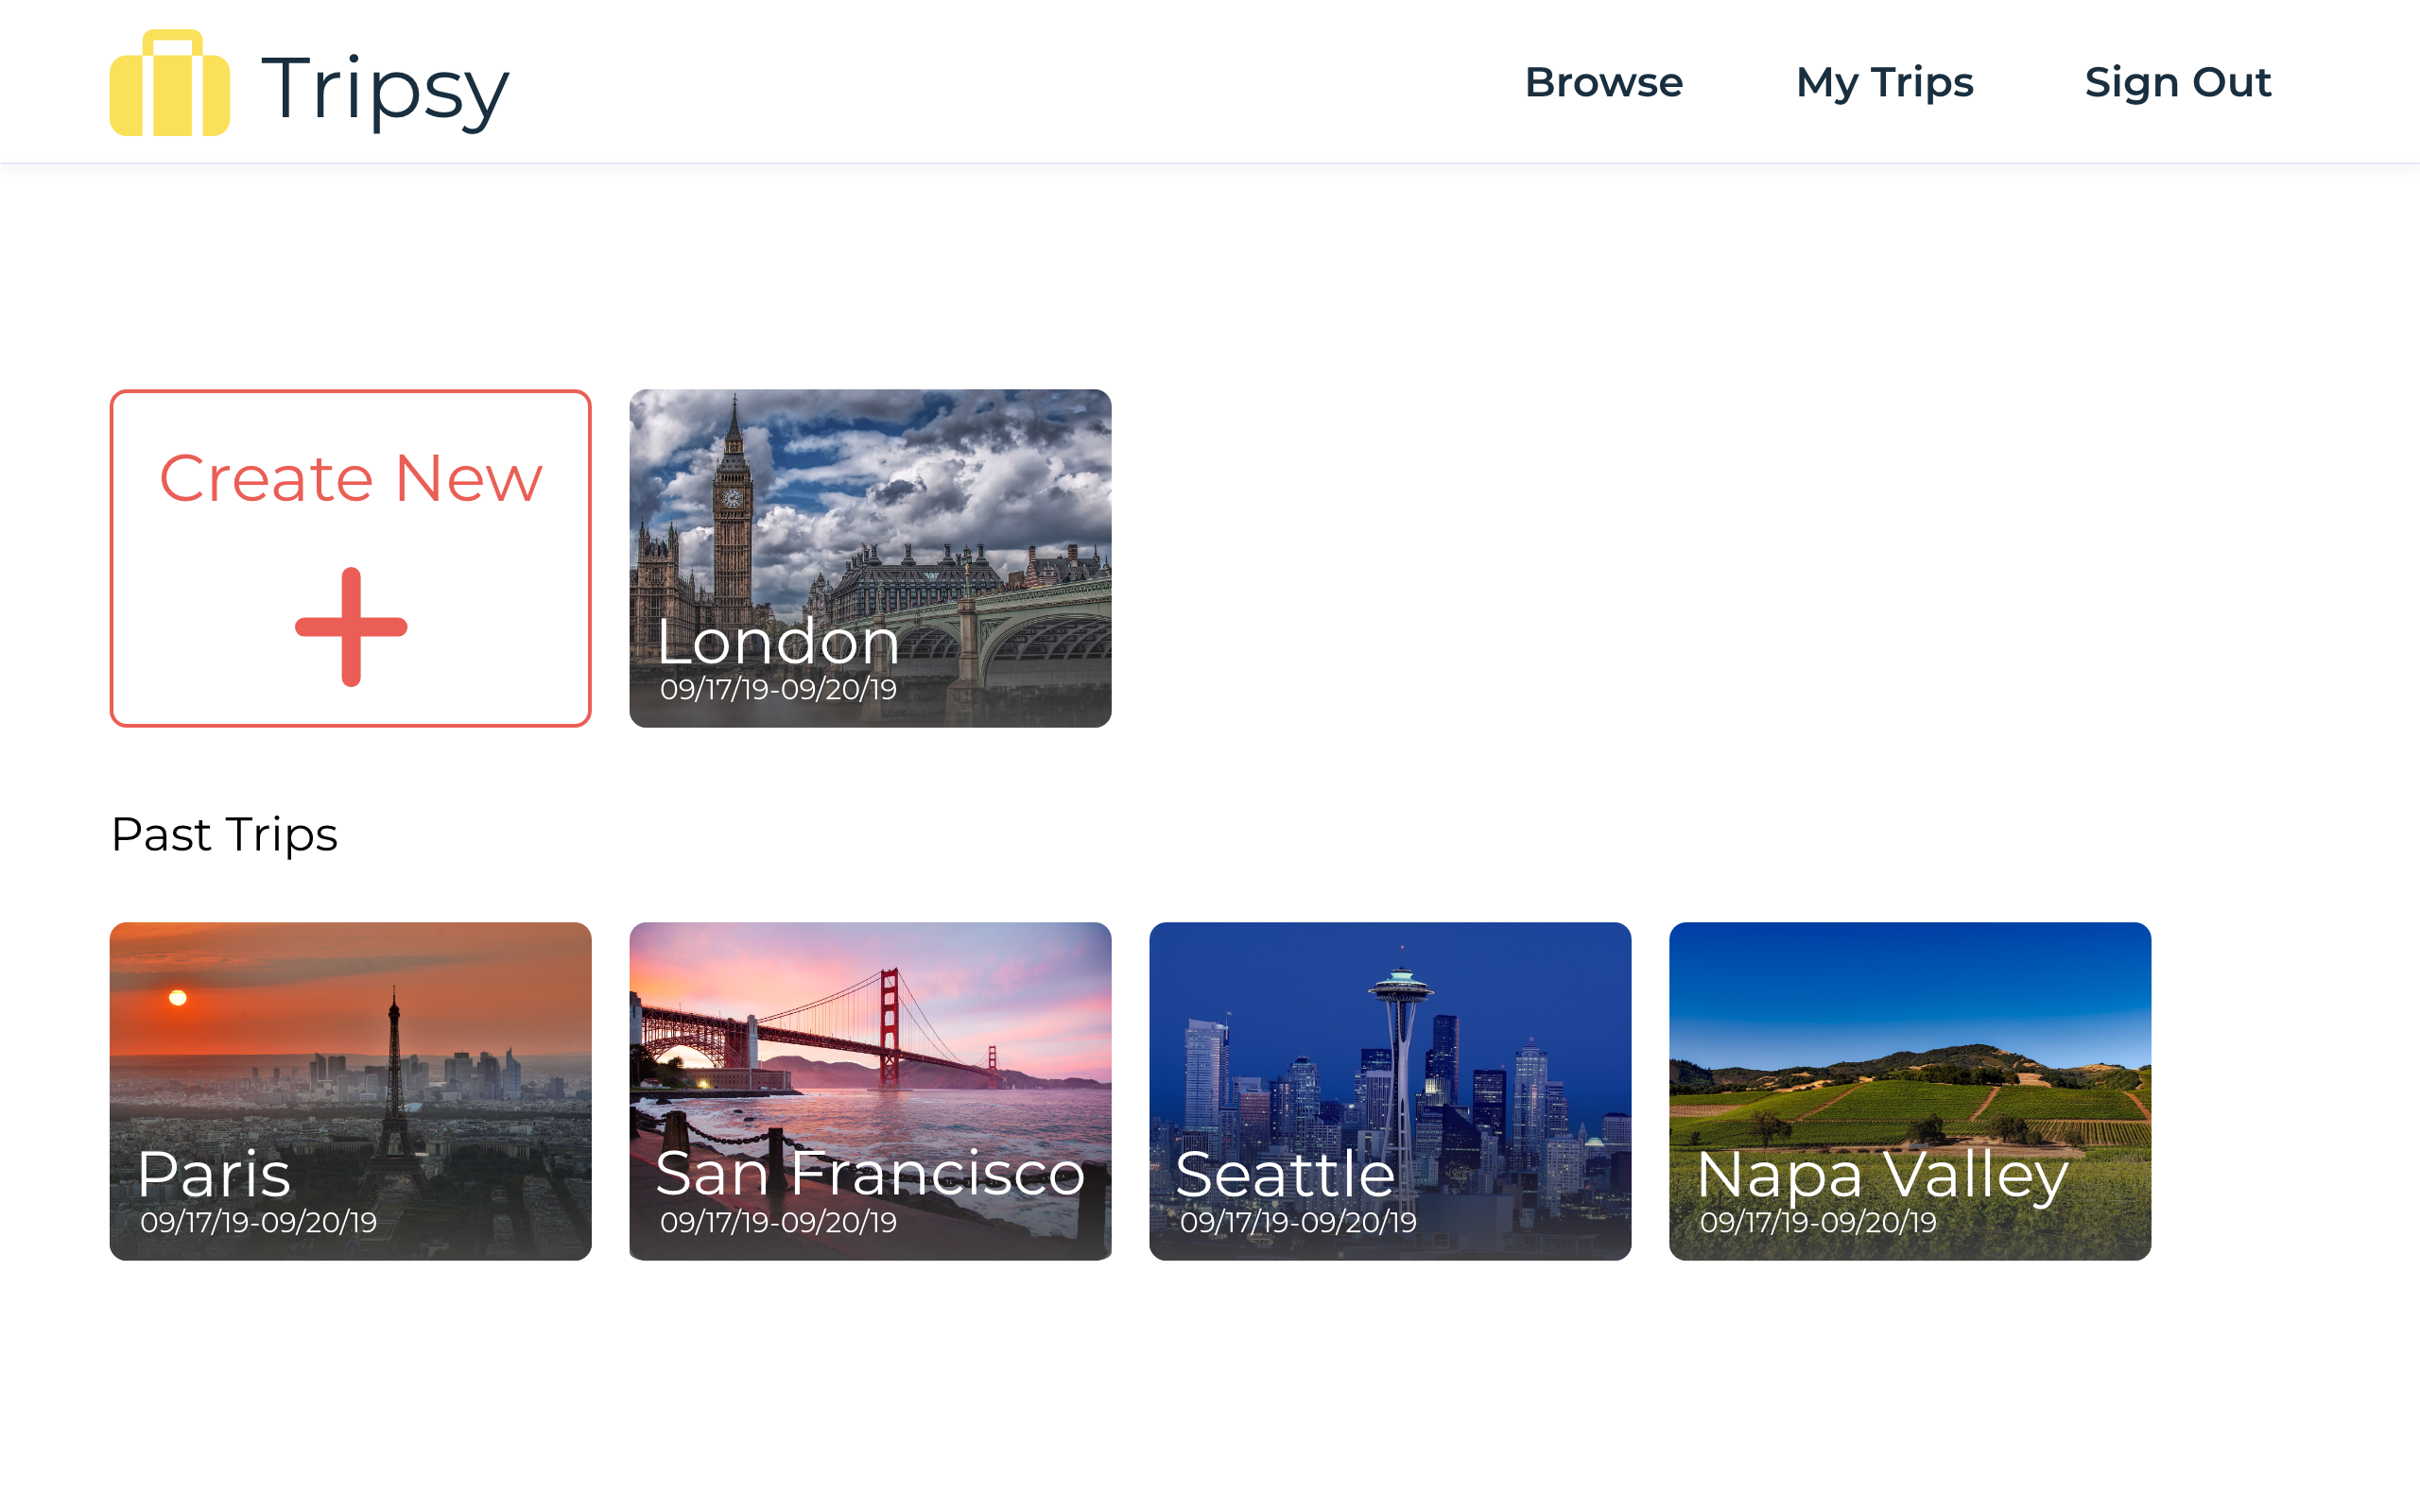 Tripsy
Browse
My Trips
Sign Out
Create New
London
09/17/19-09/20/19
Past Trips
Paris
09/17/19-09/20/19
San Francisco
09/17/19-09/20/19
Seattle
09/17/19-09/20/19
Napa Valley
09/17/19-09/20/19